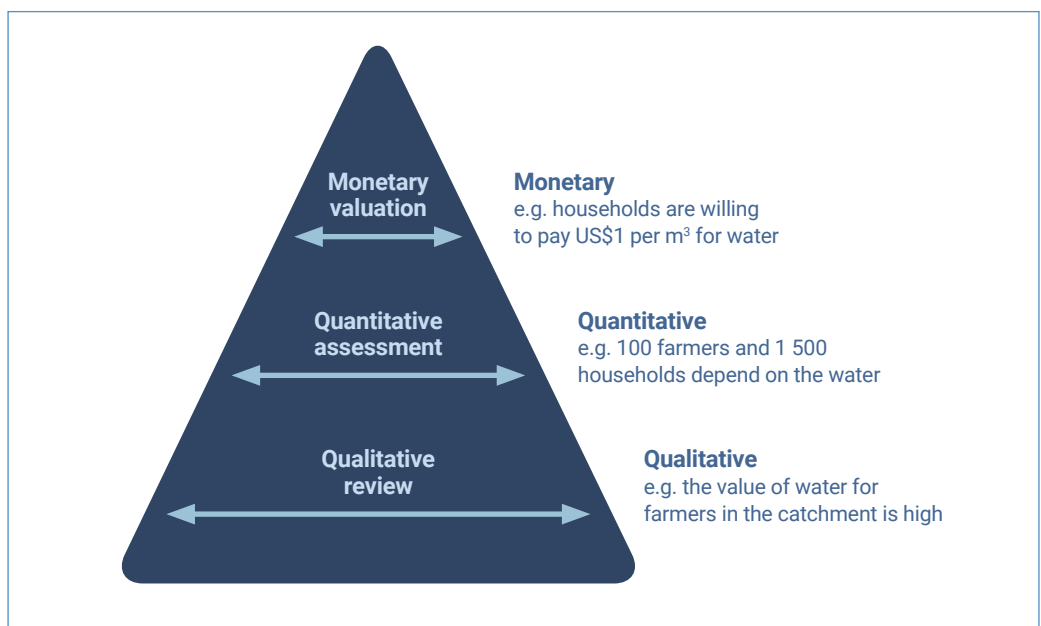 Monetary
valuation
Monetary
e.g. households are willing
to pay US$1 per m³ for water
Quantitative
assessment
Quantitative
e.g. 100 farmers and 1 500
households depend on the water
Qualitative
review
Qualitative
e.g. the value of water for
farmers in the catchment is high